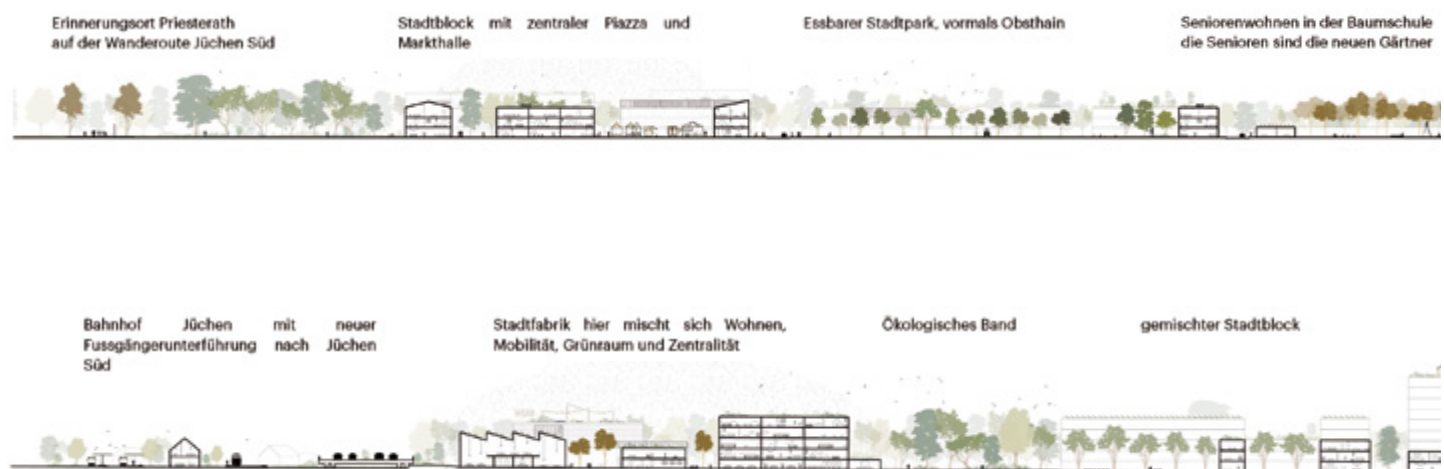 Erinnerungsort Priesterath
auf der Wanderoute Jüchen Süd
Stadtblock mit zentraler Piazza und
Markthalle
Essbarer Stadtpark, vormals Obsthain
Seniorenwohnen in der Baumschule
die Senioren sind die neuen Gärtner
Bahnhof Jüchen mit neuer
Fussgängerunterführung nach Jüchen
Süd
Stadtfabrik hier mischt sich Wohnen,
Mobilität, Grünraum und Zentralität
Ökologisches Band
gemischter Stadtblock